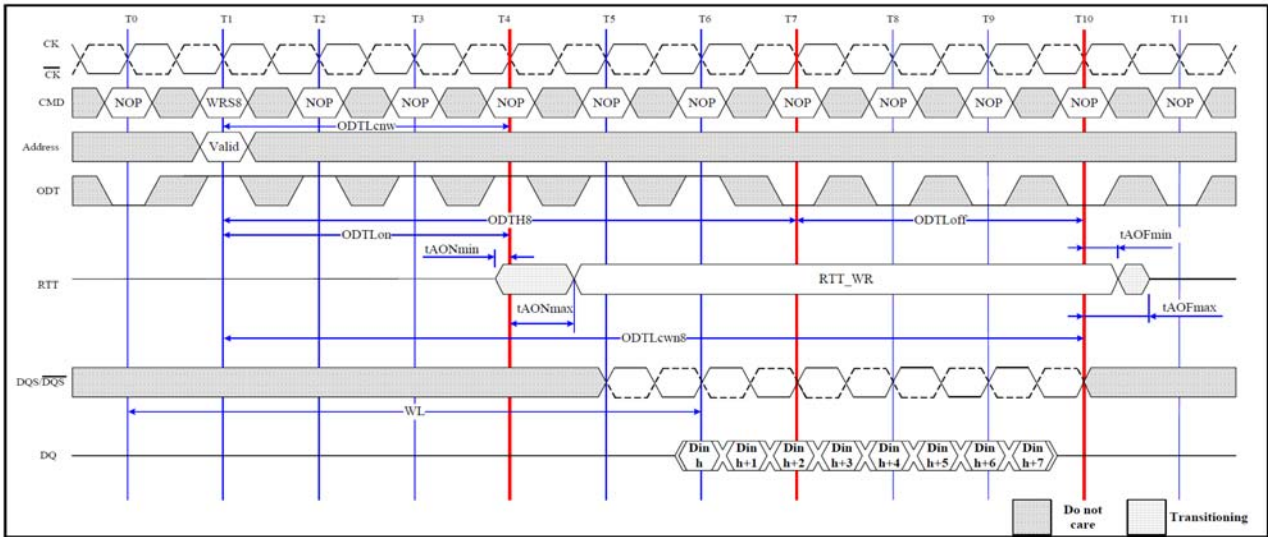 T0 T1 T2 T3 T4 T5 T6 T7 T8 T9 T10 T11
CK
CK
CMD NOP WRS8 NOP NOP NOP NOP NOP NOP NOP NOP NOP NOP
ODTLcnw
Address Valid
ODT
ODTH8 ODTLoff
ODTLon
tAONmin tAOFmin
RTT RTT_WR
tAONmax tAOFmax
ODTLcwn8
DQS/DQS
WL
DQ Din h Din h+1 Din h+2 Din h+3 Din h+4 Din h+5 Din h+6 Din h+7
Do not care Transitioning